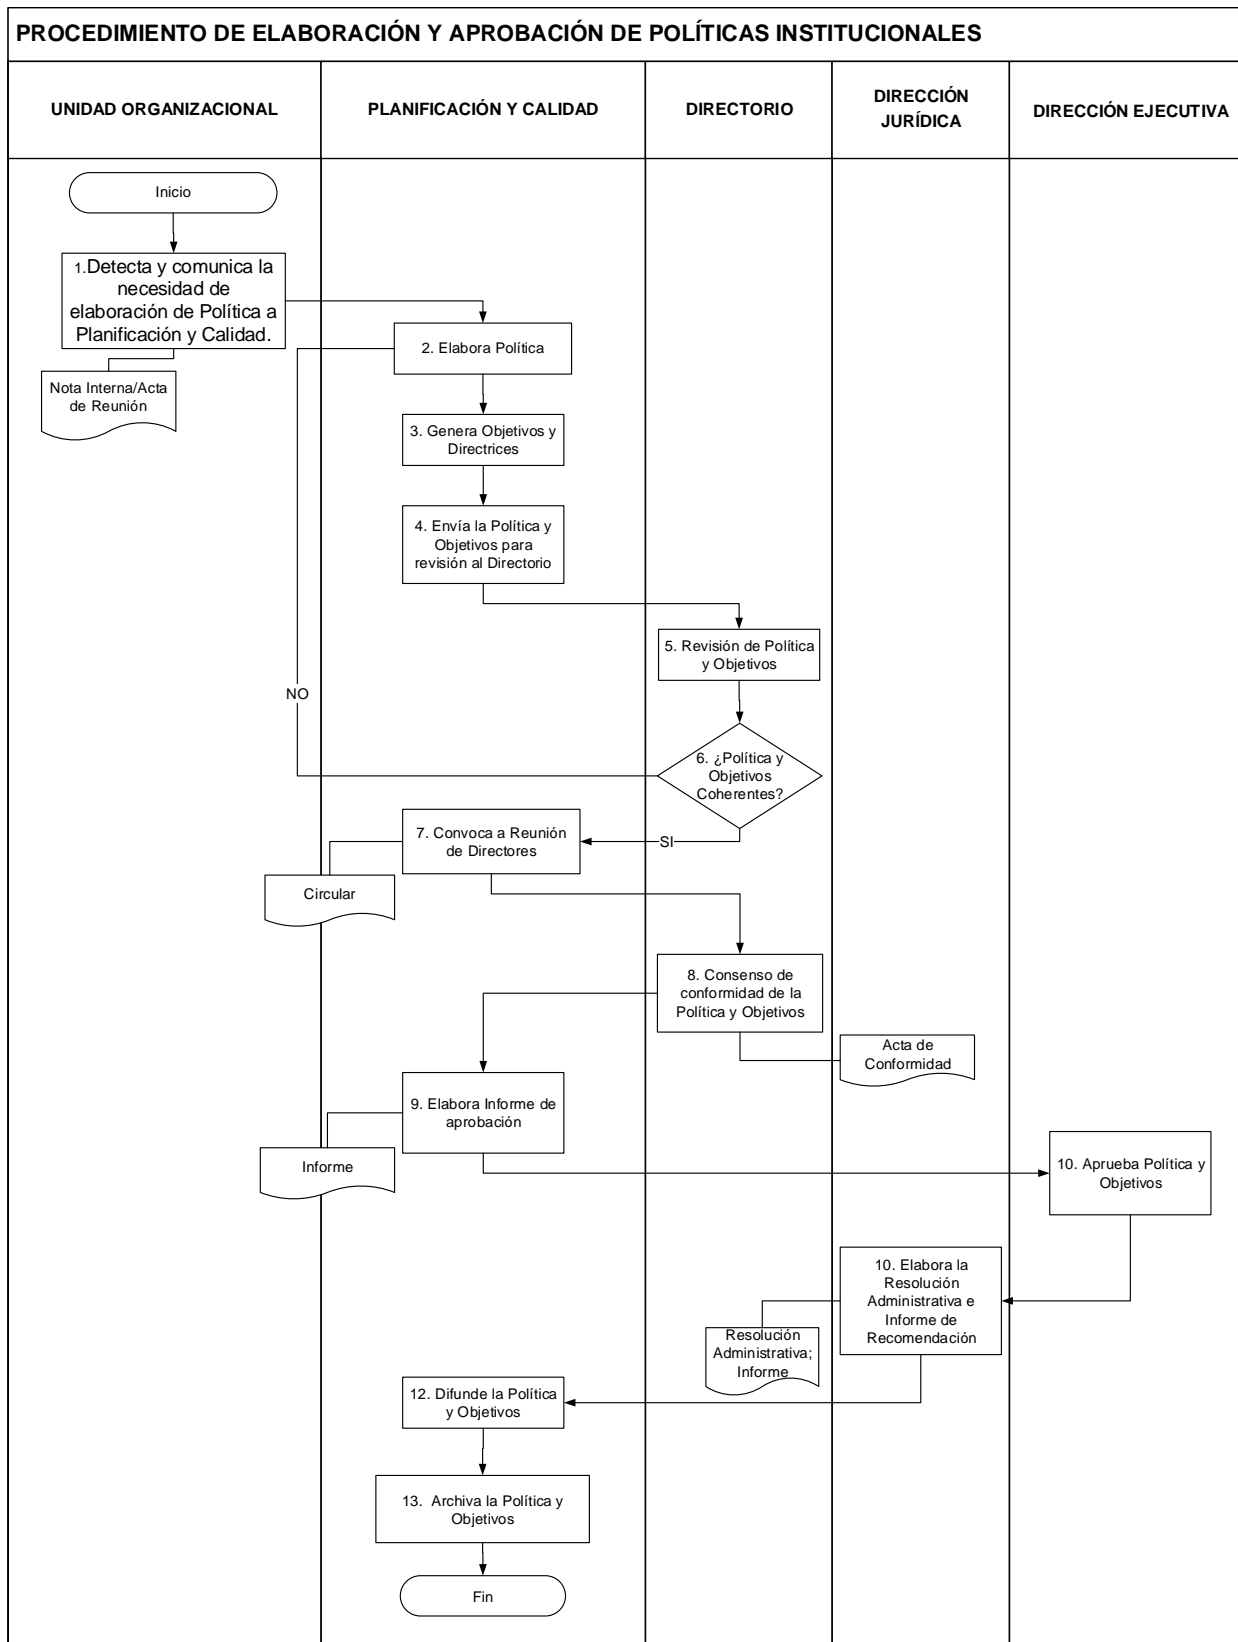 PROCEDIMIENTO DE ELABORACIÓN Y APROBACIÓN DE POLÍTICAS INSTITUCIONALES
UNIDAD ORGANIZACIONAL
PLANIFICACIÓN Y CALIDAD
DIRECTORIO
DIRECCIÓN
JURÍDICA
DIRECCIÓN EJECUTIVA
Inicio
1.Detecta y comunica la
necesidad de
elaboración de Política a
Planificación y Calidad.
Nota Interna/Acta
de Reunión
2. Elabora Política
3. Genera Objetivos y
Directrices
4. Envía la Política y
Objetivos para
revisión al Directorio
5. Revisión de Política
y Objetivos
NO
6. ¿Política y
Objetivos
Coherentes?
SI
7. Convoca a Reunión
de Directores
Circular
8. Consenso de
conformidad de la
Política y Objetivos
Acta de
Conformidad
9. Elabora Informe de
aprobación
Informe
10. Aprueba Política y
Objetivos
10. Elabora la
Resolución
Administrativa e
Informe de
Recomendación
Resolución
Administrativa;
Informe
12. Difunde la Política
y Objetivos
13. Archiva la Política y
Objetivos
Fin